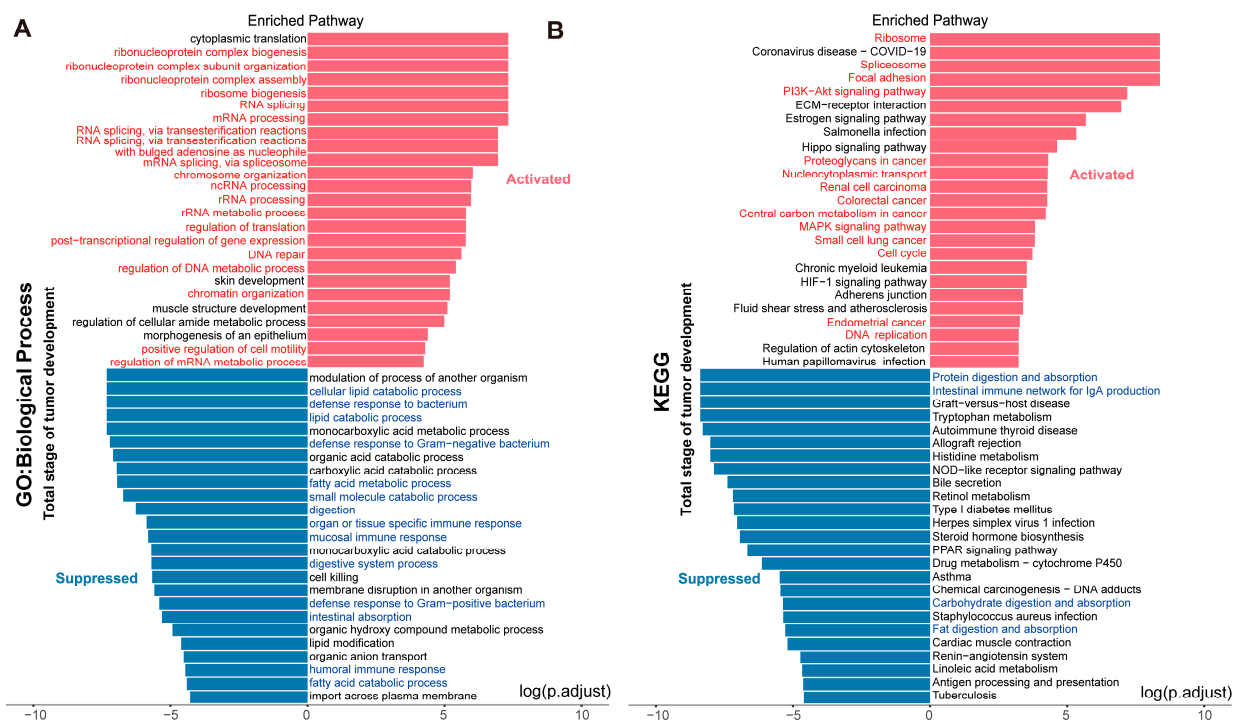 A
Enriched Pathway
cytoplasmic translation
ribonucleoprotein complex biogenesis
ribonucleoprotein complex subunit organization
ribonucleoprotein complex assembly
ribosome biogenesis
RNA splicing
mRNA processing
RNA splicing, via transesterification reactions
RNA splicing, via transesterification reactions
with bulged adenosine as nucleophile
mRNA splicing, via spliceosome
chromosome organization
ncRNA processing
rRNA processing
rRNA metabolic process
regulation of translation
post−transcriptional regulation of gene expression
DNA repair
regulation of DNA metabolic process
skin development
chromatin organization
muscle structure development
regulation of cellular amide metabolic process
morphogenesis of an epithelium
positive regulation of cell motility
regulation of mRNA metabolic process
Activated
GO:Biological Process
Total stage of tumor development
modulation of process of another organism
cellular lipid catabolic process
defense response to bacterium
lipid catabolic process
monocarboxylic acid metabolic process
defense response to Gram−negative bacterium
organic acid catabolic process
carboxylic acid catabolic process
fatty acid metabolic process
small molecule catabolic process
digestion
organ or tissue specific immune response
mucosal immune response
monocarboxylic acid catabolic process
digestive system process
cell killing
membrane disruption in another organism
defense response to Gram−positive bacterium
intestinal absorption
organic hydroxy compound metabolic process
lipid modification
organic anion transport
humoral immune response
fatty acid catabolic process
import across plasma membrane
Suppressed
log(p.adjust)
−10
−5
0
5
10
B
Enriched Pathway
Ribosome
Coronavirus disease − COVID−19
Spliceosome
Focal adhesion
PI3K−Akt signaling pathway
ECM−receptor interaction
Estrogen signaling pathway
Salmonella infection
Hippo signaling pathway
Proteoglycans in cancer
Nucleocytoplasmic transport
Renal cell carcinoma
Colorectal cancer
Central carbon metabolism in cancer
MAPK signaling pathway
Small cell lung cancer
Cell cycle
Chronic myeloid leukemia
HIF−1 signaling pathway
Adherens junction
Fluid shear stress and atherosclerosis
Endometrial cancer
DNA replication
Regulation of actin cytoskeleton
Human papillomavirus infection
Activated
KEGG
Total stage of tumor development
Protein digestion and absorption
Intestinal immune network for IgA production
Graft−versus−host disease
Tryptophan metabolism
Autoimmune thyroid disease
Allograft rejection
Histidine metabolism
NOD−like receptor signaling pathway
Bile secretion
Retinol metabolism
Type I diabetes mellitus
Herpes simplex virus 1 infection
Steroid hormone biosynthesis
PPAR signaling pathway
Drug metabolism − cytochrome P450
Asthma
Chemical carcinogenesis − DNA adducts
Carbohydrate digestion and absorption
Staphylococcus aureus infection
Fat digestion and absorption
Cardiac muscle contraction
Renin−angiotensin system
Linoleic acid metabolism
Antigen processing and presentation
Tuberculosis
Suppressed
log(p.adjust)
−10
−5
0
5
10